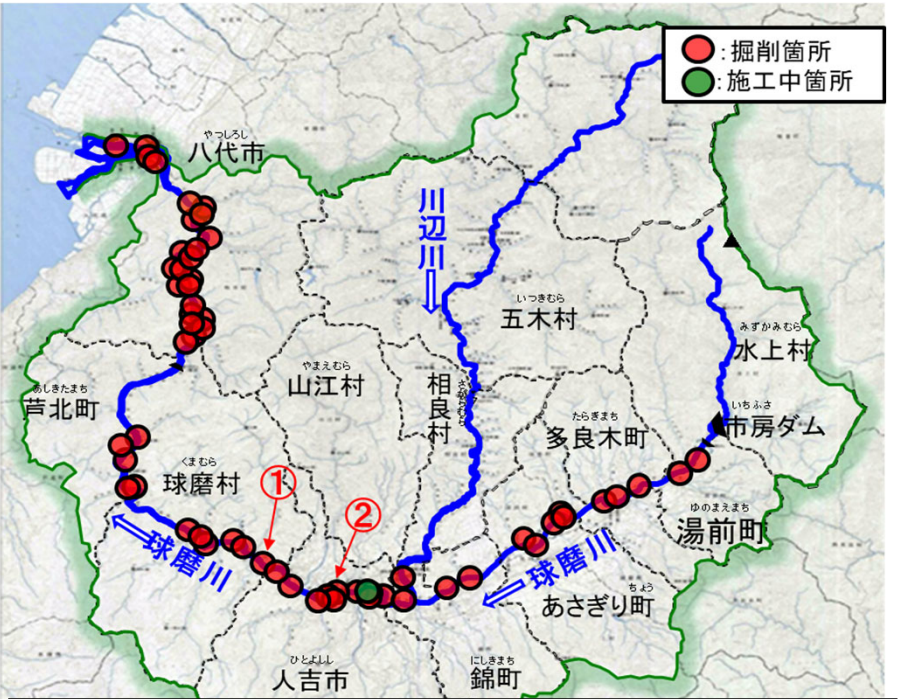 ：掘削箇所
：施工中箇所
やつしろし
八代市
川辺川
いつきむら
五木村
みずかみむら
水上村
やまえむら
山江村
さがらむら
相良村
あしきたまち
芦北町
たらぎまち
多良木町
いちふさ
市房ダム
くまむら
球磨村
①
②
ゆのまえまち
湯前町
球磨川
球磨川
ちょう
あさぎり町
ひとよしし
人吉市
にしきまち
錦町